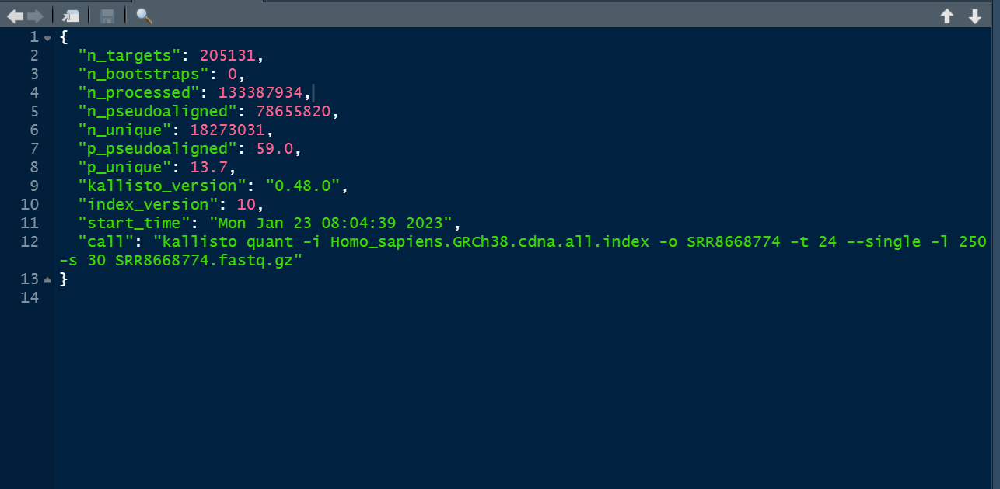 1 {
2 "n_targets": 205131,
3 "n_bootstraps": 0,
4 "n_processed": 133387934,
5 "n_pseudoaligned": 78655820,
6 "n_unique": 18273031,
7 "p_pseudoaligned": 59.0,
8 "p_unique": 13.7,
9 "kallisto_version": "0.48.0",
10 "index_version": 10,
11 "start_time": "Mon Jan 23 08:04:39 2023",
12 "call": "kallisto quant -i Homo_sapiens.GRCh38.cdna.all.index -o SRR8668774 -t 24 --single -l 250
-s 30 SRR8668774.fastq.gz"
13 }
14